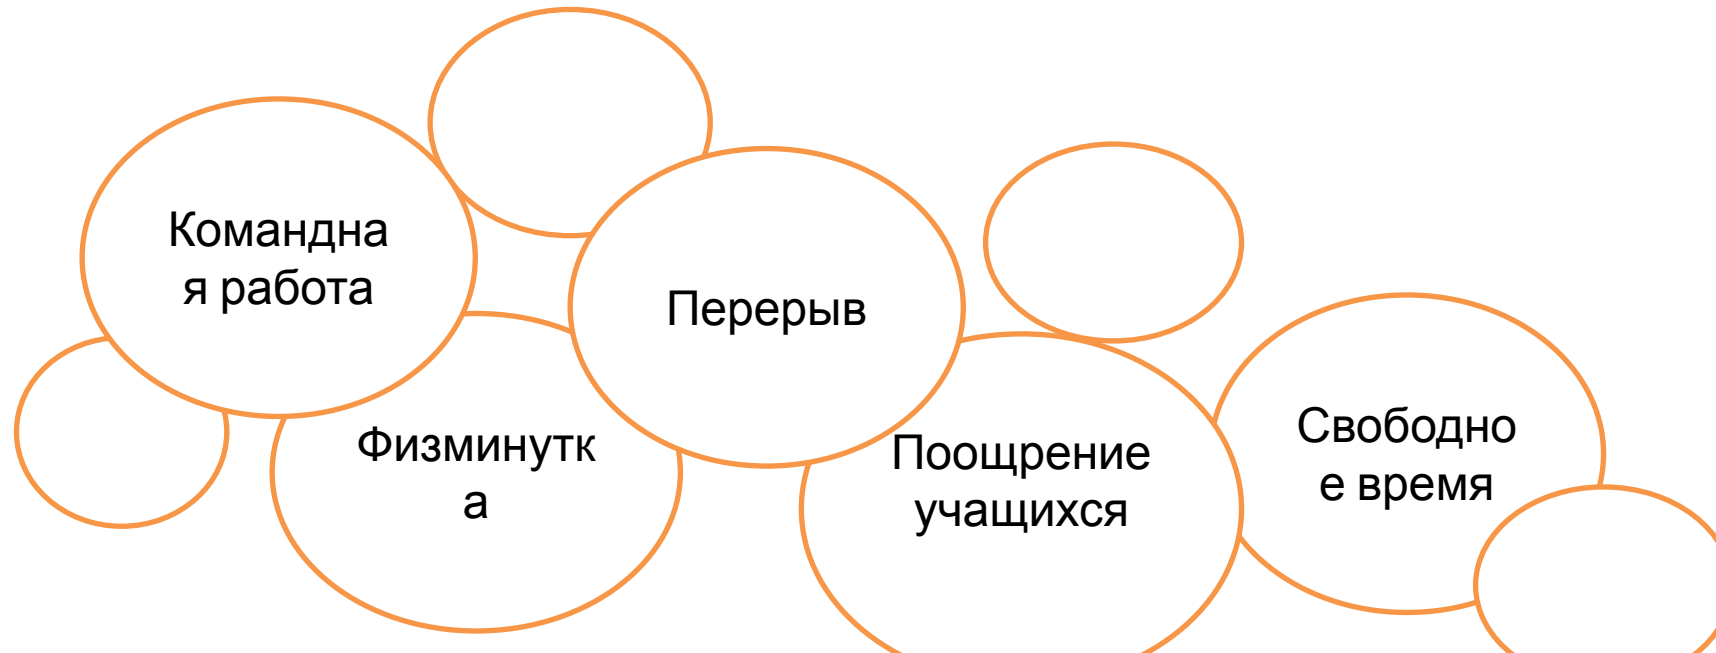 Командна
я работа
Физминутк
а
Перерыв
Поощрение
учащихся
Свободно
е время